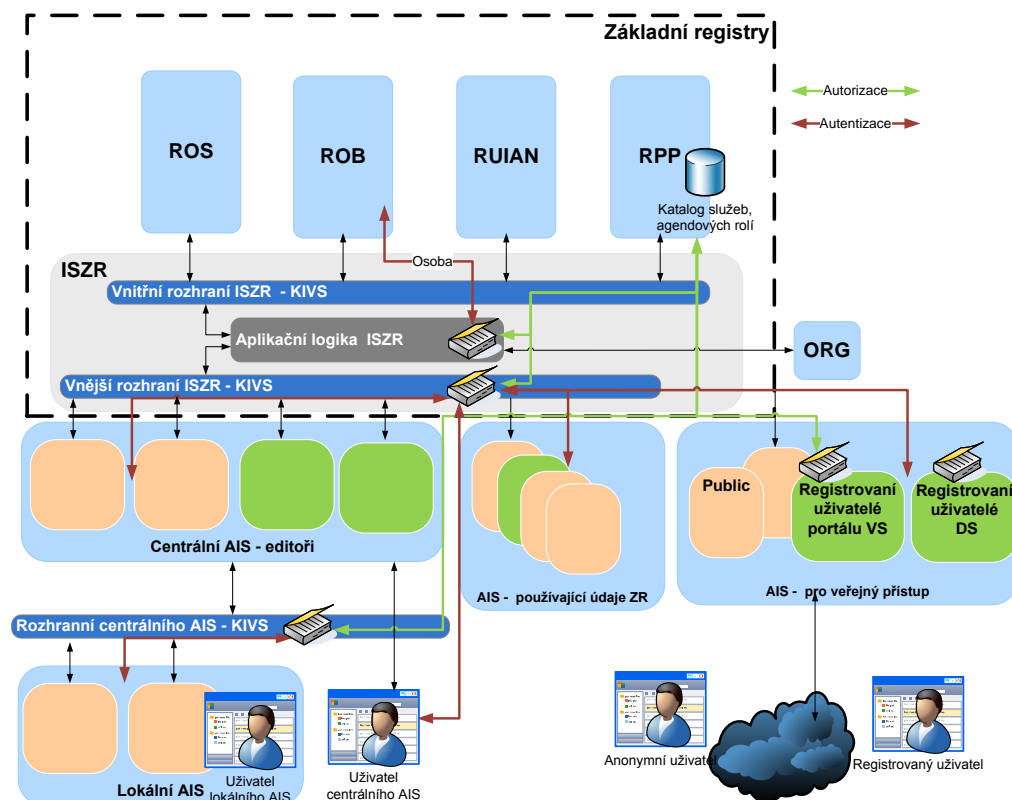 Základní registry
Autorizace
Autentizace
ROS
ROB
RUIAN
RPP
Katalog služeb,
agendových rolí
ISZR
Osoba
Vnitřní rozhraní ISZR - KIVS
Aplikační logika ISZR
ORG
Vnější rozhraní ISZR - KIVS
Public
Registrovaní
uživatelé
portálu VS
Registrovaní
uživatelé
DS
Centrální AIS - editoři
AIS - používající údaje ZR
AIS - pro veřejný přístup
Rozhranní centrálního AIS - KIVS
Lokální AIS
Uživatel
lokálního AIS
Uživatel
centrálního AIS
Anonymní uživatel
Registrovaný uživatel